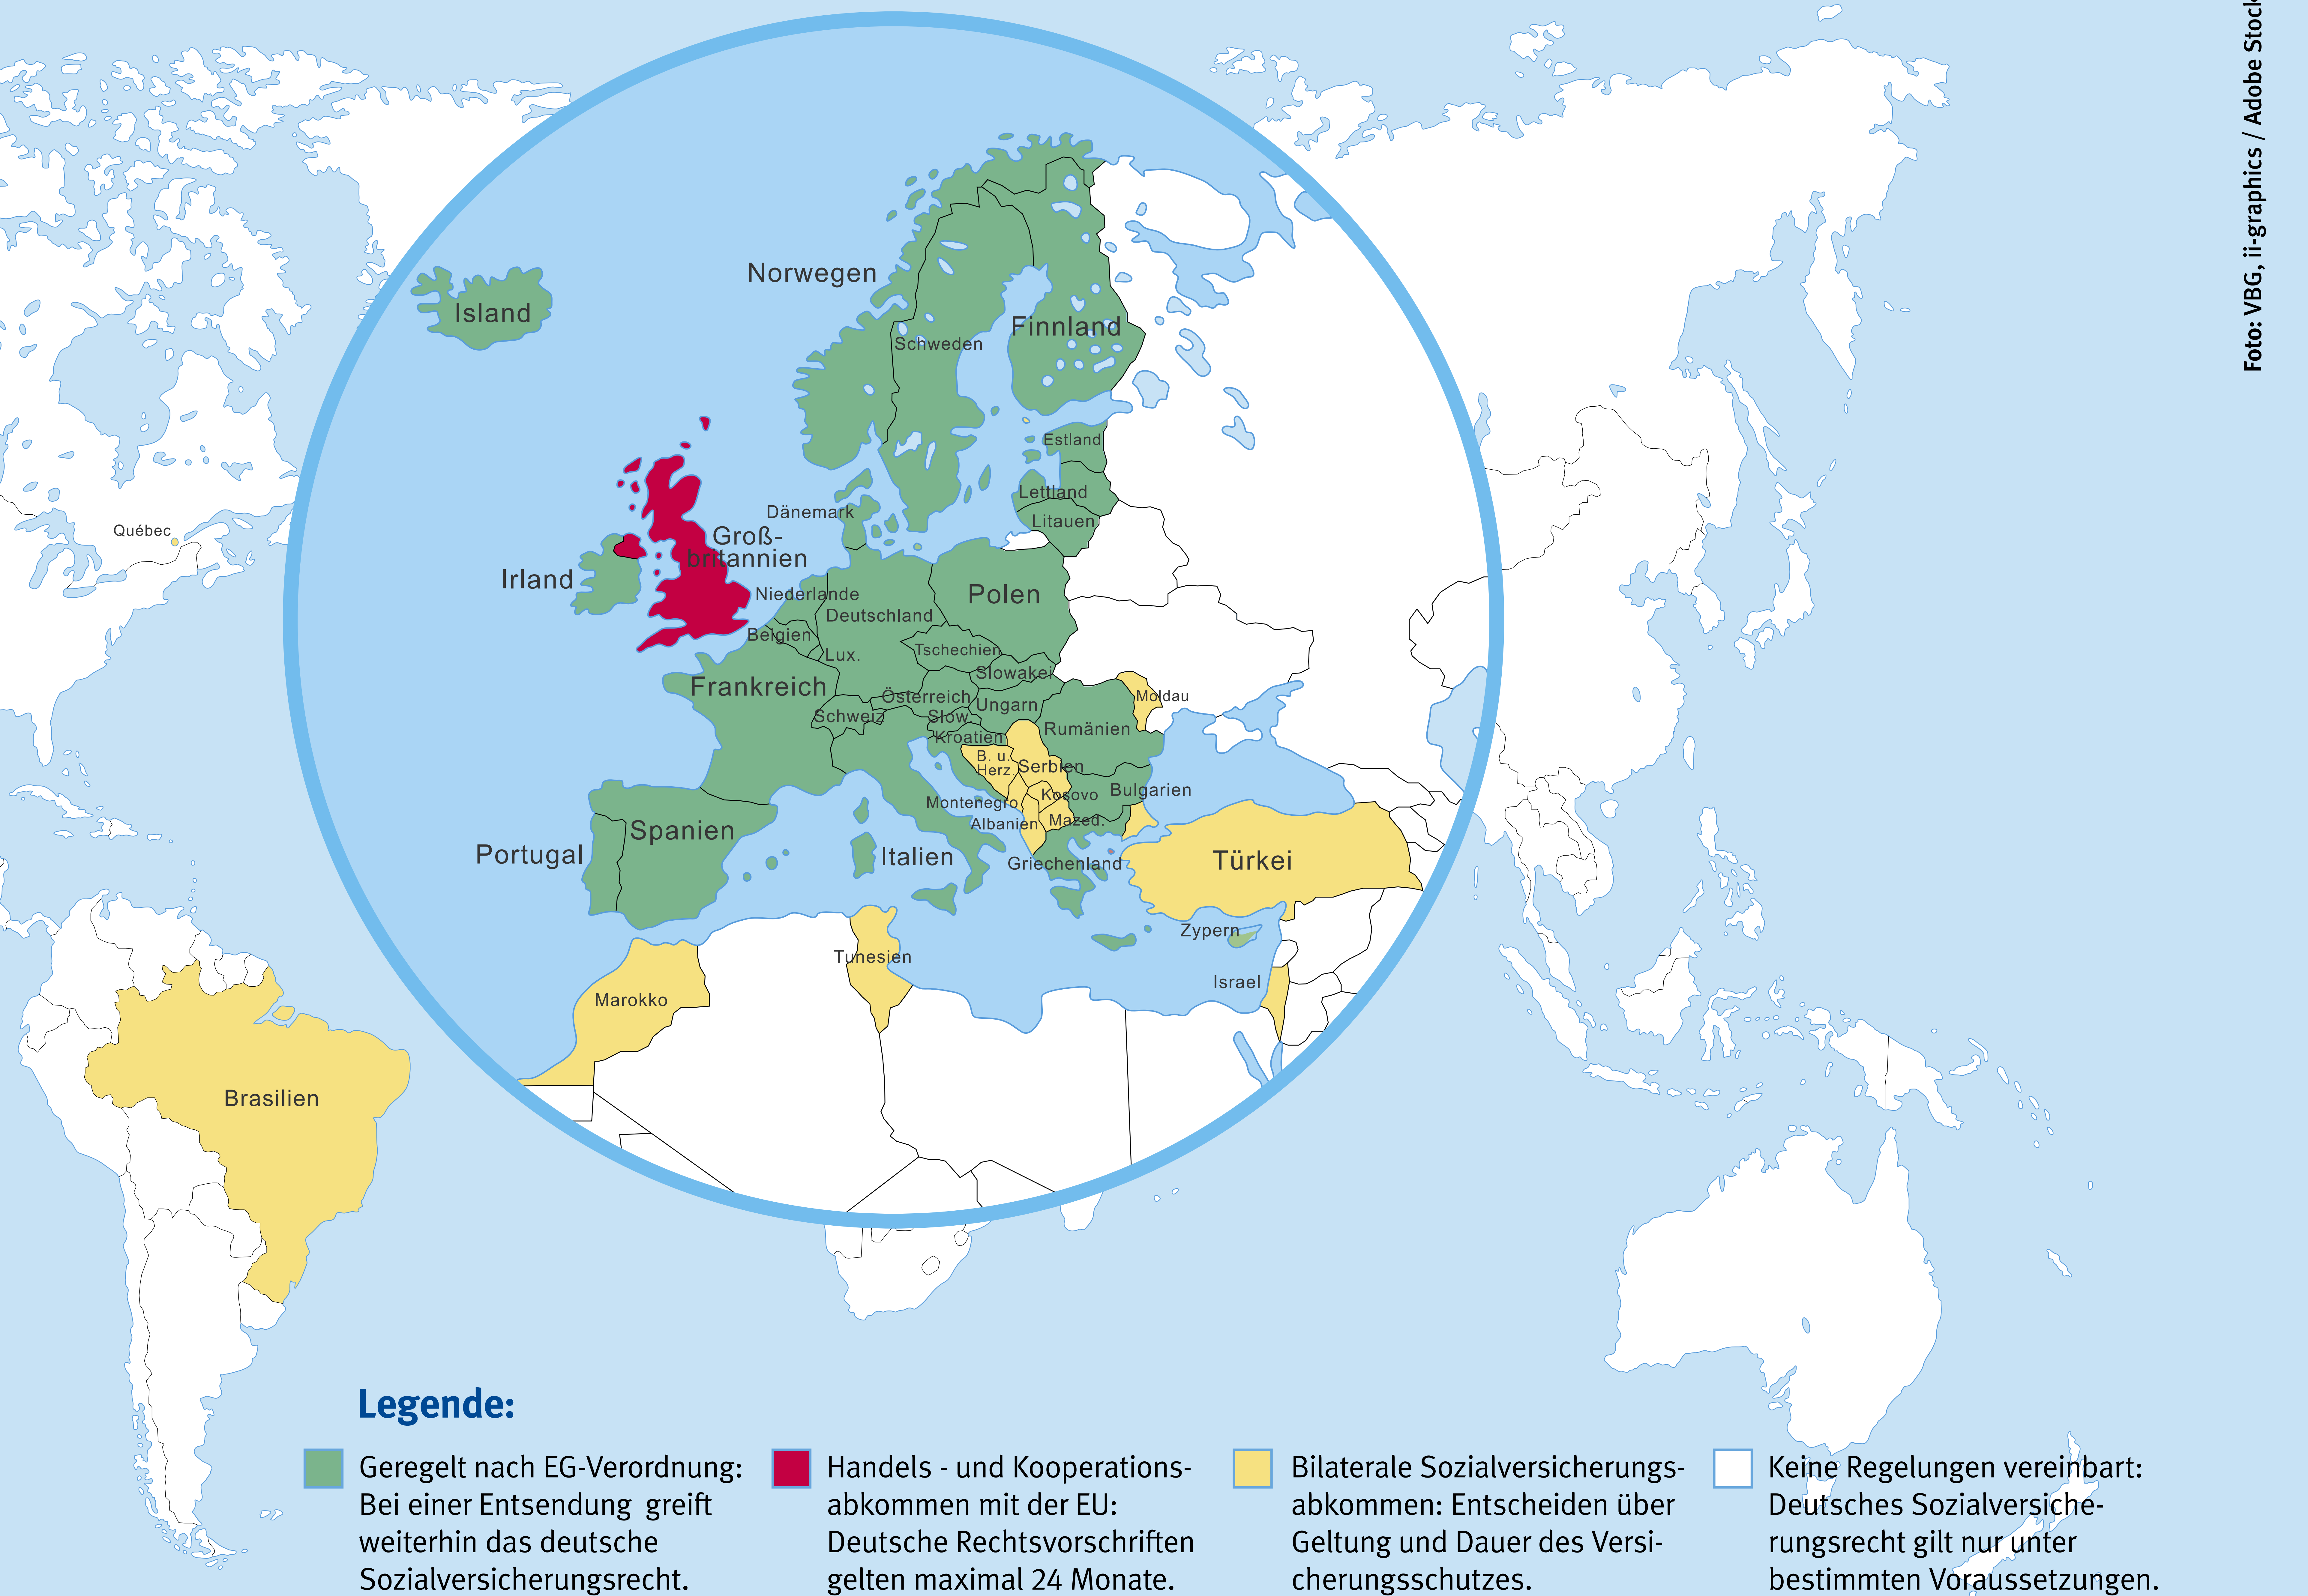 Foto: VBG, ii-graphics / Adobe Stock
Island
Norwegen
Schweden
Finnland
Estland
Lettland
Litauen
Dänemark
Québec
Groß-
britannien
Irland
Niederlande
Deutschland
Polen
Belgien
Lux.
Tschechien
Slowakei
Frankreich
Österreich
Ungarn
Moldau
Schweiz
Slow.
Rumänien
Kroatien
B. u.
Herz.
Serbien
Kosovo
Bulgarien
Montenegro
Mazed.
Albanien
Spanien
Portugal
Italien
Griechenland
Türkei
Zypern
Tunesien
Israel
Marokko
Brasilien
Legende:
Geregelt nach EG-Verordnung:
Bei einer Entsendung greift
weiterhin das deutsche
Sozialversicherungsrecht.
Handels - und Kooperations-
abkommen mit der EU:
Deutsche Rechtsvorschriften
gelten maximal 24 Monate.
Bilaterale Sozialversicherungs-
abkommen: Entscheiden über
Geltung und Dauer des Versi-
cherungsschutzes.
Keine Regelungen vereinbart:
Deutsches Sozialversiche-
rungsrecht gilt nur unter
bestimmten Voraussetzungen.